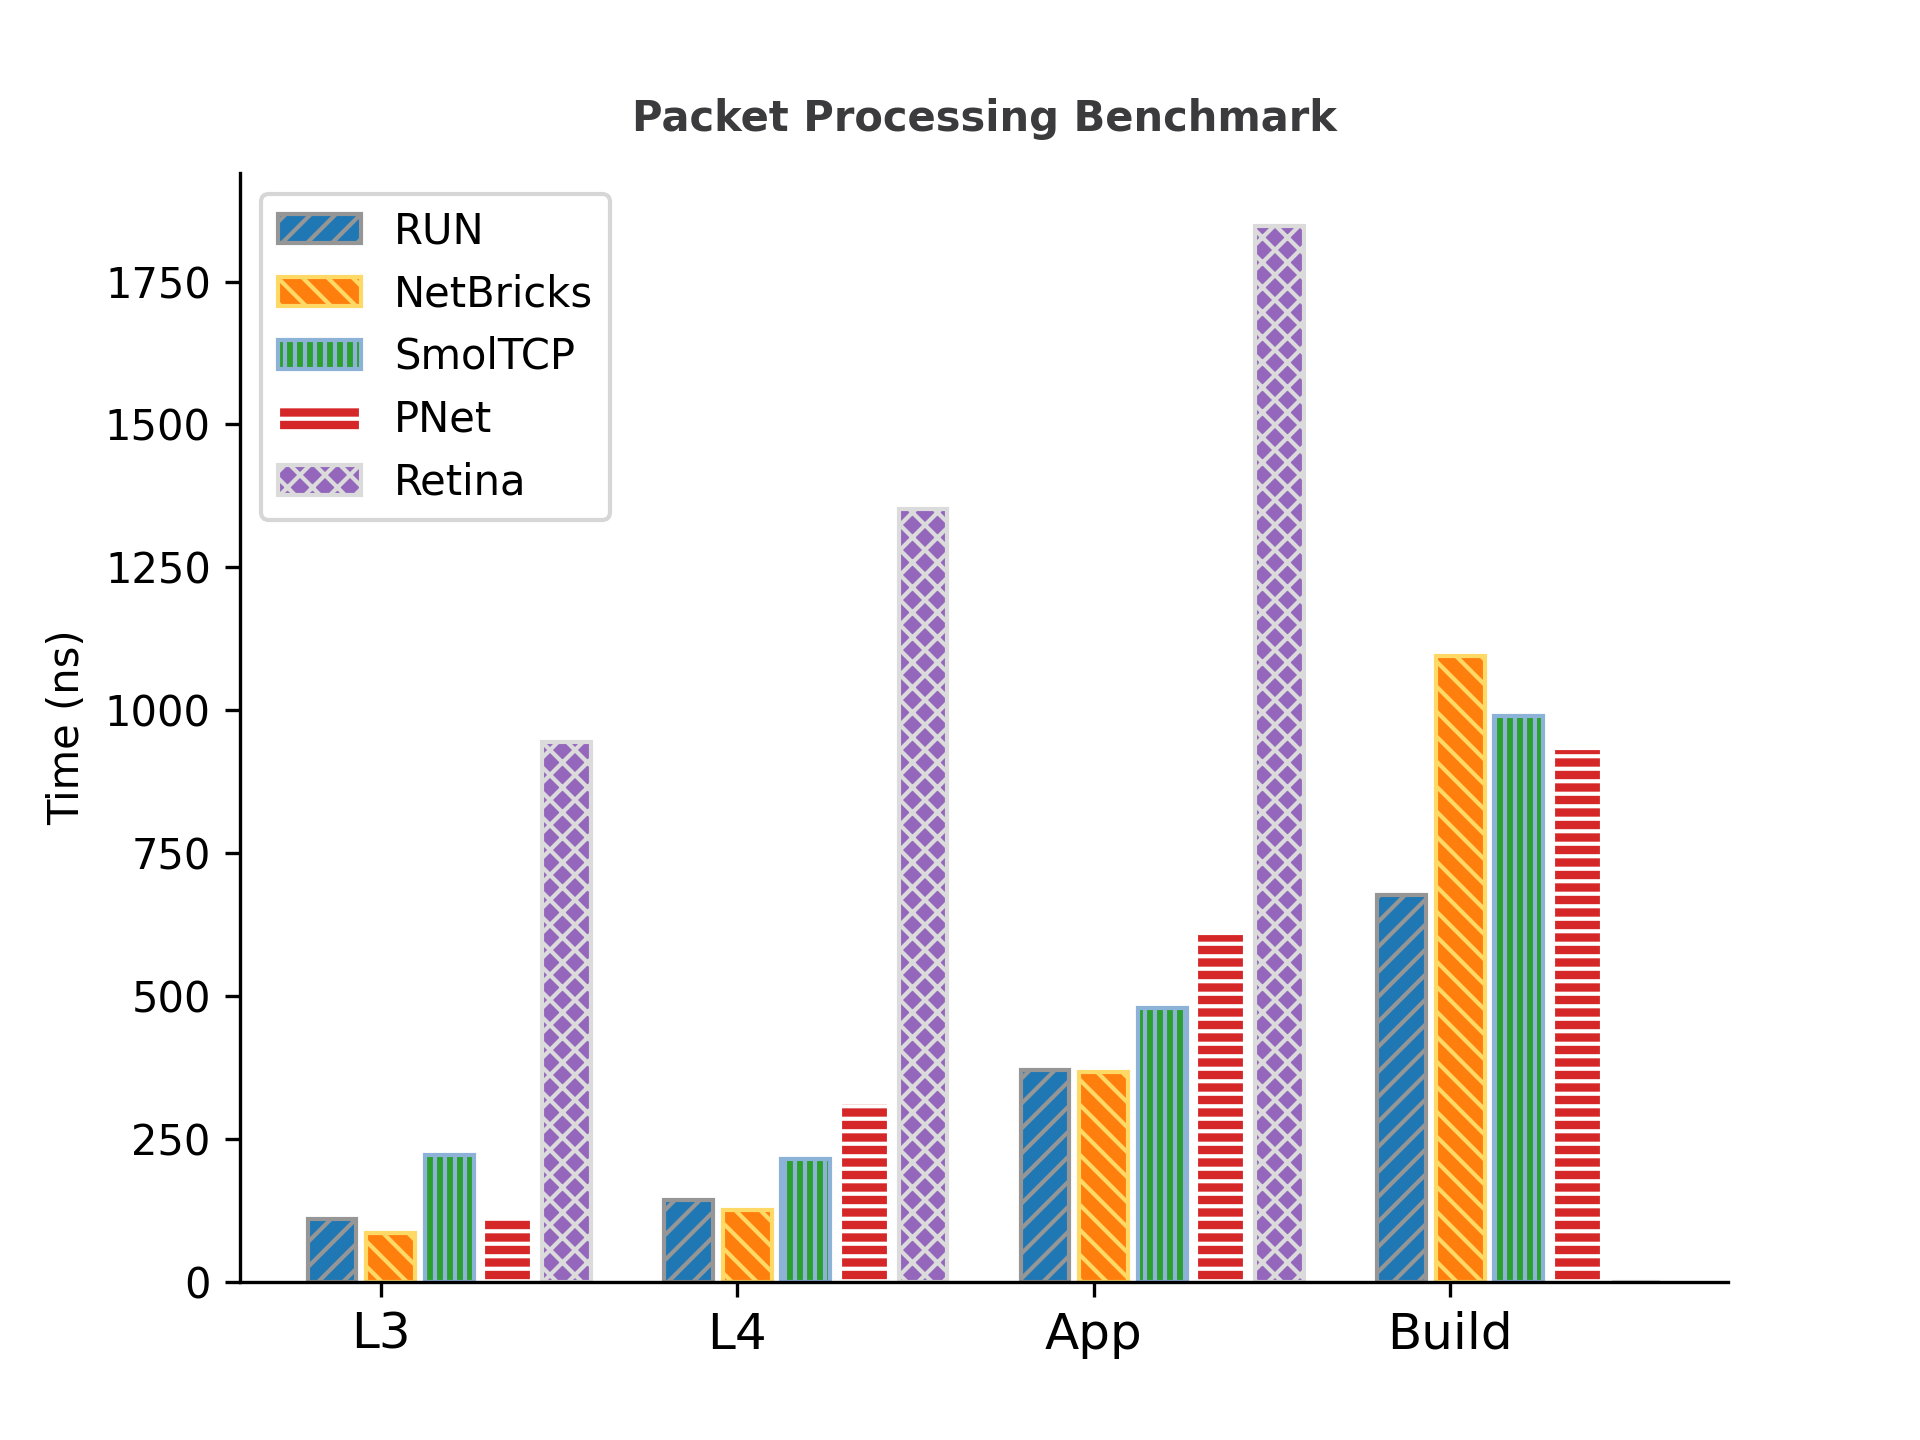 Packet Processing Benchmark
RUN
NetBricks
SmolTCP
PNet
Retina
Time (ns)
1750
1500
1250
1000
750
500
250
0
L3
L4
App
Build